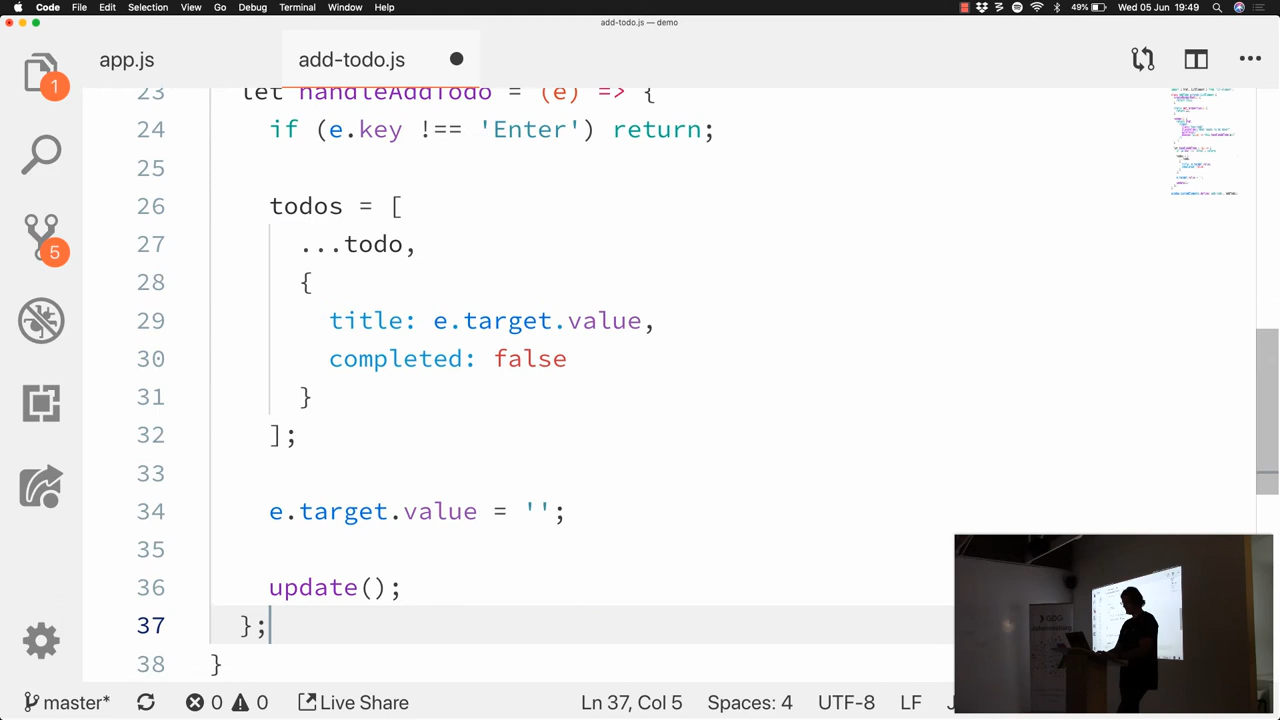 Code File Edit Selection View Go Debug Terminal Window Help 49% Wed 05 Jun 19:49
add-todo.js — demo
app.js add-todo.js
1
5
23 let handleAddTodo = (e) => {
24 if (e.key !== 'Enter') return;
25
26 todos = [
27 ...todo,
28 {
29 title: e.target.value,
30 completed: false
31 }
32 ];
33
34 e.target.value = '';
35
36 update();
37 };
38 }
master* 0 0 Live Share Ln 37, Col 5 Spaces: 4 UTF-8 LF